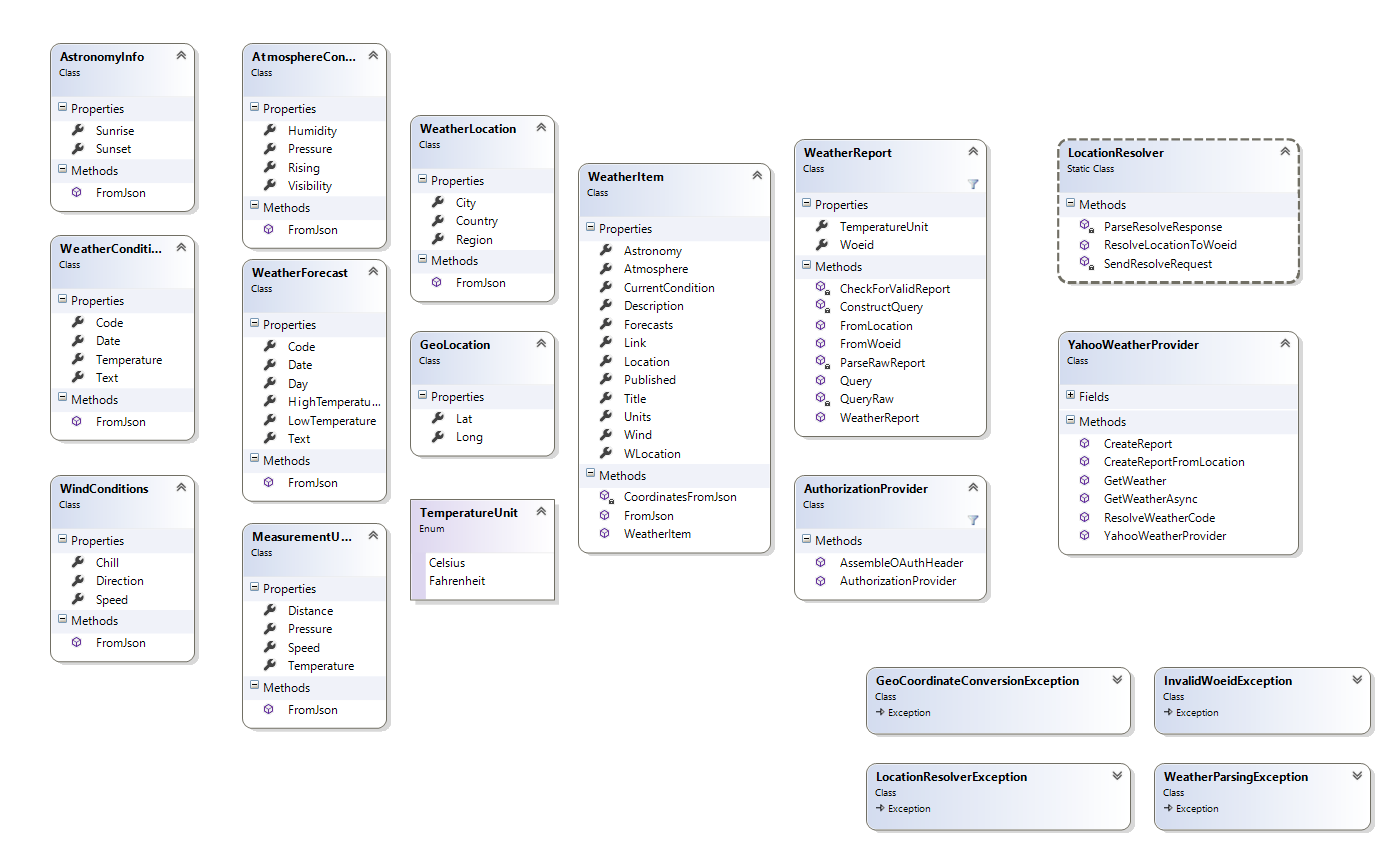 AstronomyInfo
Class
Properties
Sunrise
Sunset
Methods
FromJson
WeatherConditi...
Class
Properties
Code
Date
Temperature
Text
Methods
FromJson
WindConditions
Class
Properties
Chill
Direction
Speed
Methods
FromJson
AtmosphereCon...
Class
Properties
Humidity
Pressure
Rising
Visibility
Methods
FromJson
WeatherForecast
Class
Properties
Code
Date
Day
HighTemperatu...
LowTemperature
Text
Methods
FromJson
MeasurementU...
Class
Properties
Distance
Pressure
Speed
Temperature
Methods
FromJson
WeatherLocation
Class
Properties
City
Country
Region
Methods
FromJson
GeoLocation
Class
Properties
Lat
Long
TemperatureUnit
Enum
Celsius
Fahrenheit
WeatherItem
Class
Properties
Astronomy
Atmosphere
CurrentCondition
Description
Forecasts
Link
Location
Published
Title
Units
Wind
WLocation
Methods
CoordinatesFromJson
FromJson
WeatherItem
WeatherReport
Class
Properties
TemperatureUnit
Woeid
Methods
CheckForValidReport
ConstructQuery
FromLocation
FromWoeid
ParseRawReport
Query
QueryRaw
WeatherReport
AuthorizationProvider
Class
Methods
AssembleOAuthHeader
AuthorizationProvider
LocationResolver
Static Class
Methods
ParseResolveResponse
ResolveLocationToWoeid
SendResolveRequest
YahooWeatherProvider
Class
Fields
Methods
CreateReport
CreateReportFromLocation
GetWeather
GetWeatherAsync
ResolveWeatherCode
YahooWeatherProvider
GeoCoordinateConversionException
Class
Exception
InvalidWoeidException
Class
Exception
LocationResolverException
Class
Exception
WeatherParsingException
Class
Exception